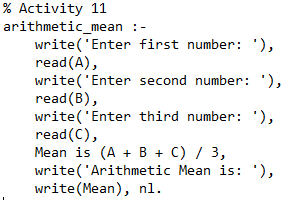 % Activity 11
arithmetic_mean :-
    write('Enter first number: '),
    read(A),
    write('Enter second number: '),
    read(B),
    write('Enter third number: '),
    read(C),
    Mean is (A + B + C) / 3,
    write('Arithmetic Mean is: '),
    write(Mean), nl.